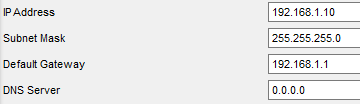 IP Address 192.168.1.10
Subnet Mask 255.255.255.0
Default Gateway 192.168.1.1
DNS Server 0.0.0.0